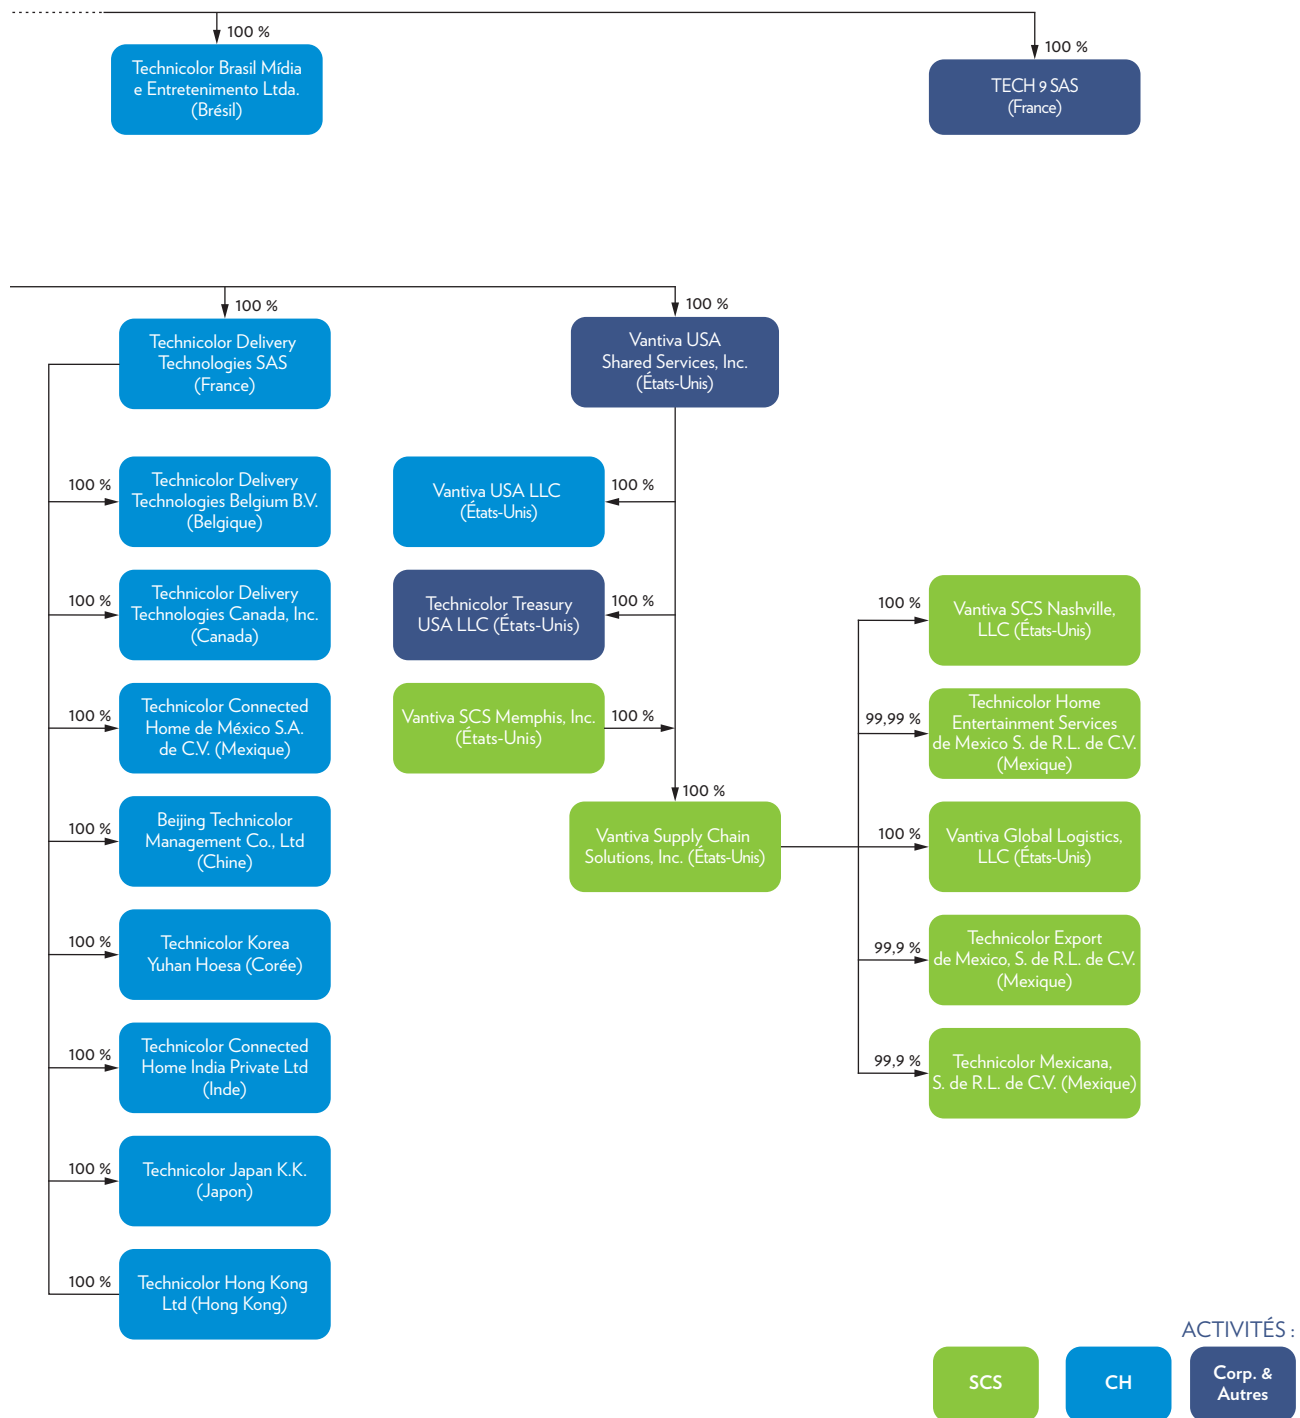 100 %
Technicolor Brasil Mídia
e Entretenimento Ltda.
(Brésil)
100 %
TECH 9 SAS
(France)
100 %
Technicolor Delivery
Technologies SAS
(France)
100 %
Vantiva USA
Shared Services, Inc.
(États-Unis)
100 %
Technicolor Delivery
Technologies Belgium B.V.
(Belgique)
100 %
Technicolor Delivery
Technologies Canada, Inc.
(Canada)
100 %
Technicolor Connected
Home de México S.A.
de C.V. (Mexique)
100 %
Beijing Technicolor
Management Co., Ltd
(Chine)
100 %
Technicolor Korea
Yuhan Hoesa (Corée)
100 %
Technicolor Connected
Home India Private Ltd
(Inde)
100 %
Technicolor Japan K.K.
(Japon)
100 %
Technicolor Hong Kong
Ltd (Hong Kong)
Vantiva USA LLC
(États-Unis)
100 %
Technicolor Treasury
USA LLC (États-Unis)
100 %
Vantiva SCS Memphis, Inc.
(États-Unis)
100 %
100 %
Vantiva Supply Chain
Solutions, Inc. (États-Unis)
100 %
Vantiva SCS Nashville,
LLC (États-Unis)
99,99 %
Technicolor Home
Entertainment Services
de Mexico S. de R.L. de C.V.
(Mexique)
100 %
Vantiva Global Logistics,
LLC (États-Unis)
99,9 %
Technicolor Export
de Mexico, S. de R.L. de C.V.
(Mexique)
99,9 %
Technicolor Mexicana,
S. de R.L. de C.V. (Mexique)
ACTIVITÉS :
SCS
CH
Corp. &
Autres